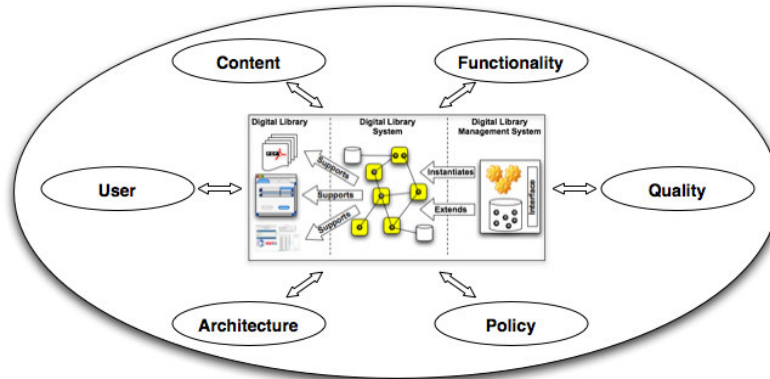 Content
Functionality
Digital Library
Digital Library
System
Digital Library
Management System
Supports
Supports
Supports
Instantiates
Extends
Interface
User
Quality
Architecture
Policy